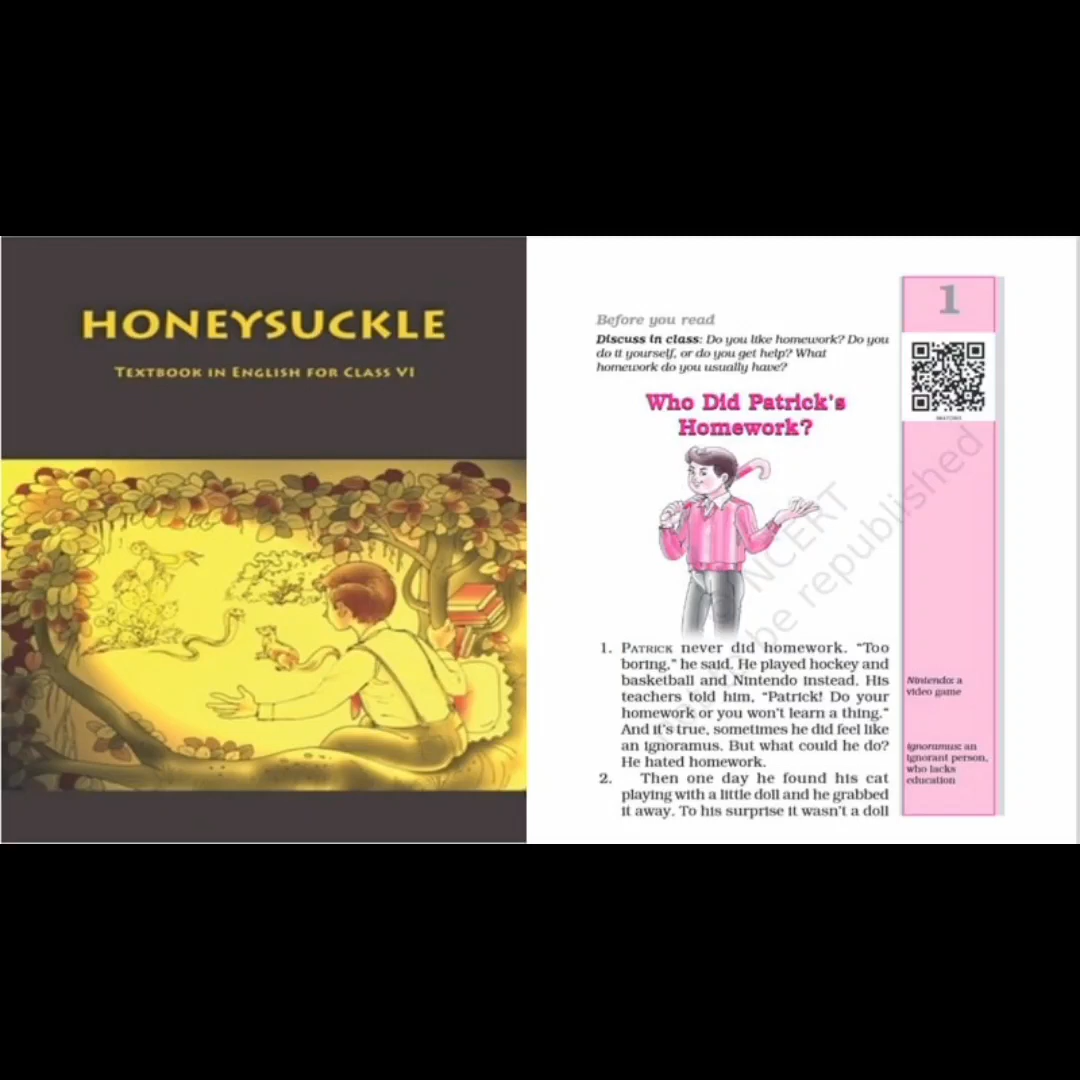 HONEYSUCKLE
TEXTBOOK IN ENGLISH FOR CLASS VI
1
Before you read
Discuss in class: Do you like homework? Do you
do it yourself, or do you get help? What
homework do you usually have?
Who Did Patrick's
Homework?
1. PATRICK never did homework. “Too
boring,” he said. He played hockey and
basketball and Nintendo instead. His
teachers told him, “Patrick! Do your
homework or you won’t learn a thing.”
And it’s true, sometimes he did feel like
an ignoramus. But what could he do?
He hated homework.
2. Then one day he found his cat
playing with a little doll and he grabbed
it away. To his surprise it wasn’t a doll
Nintendo: a
video game
ignoramus: an
ignorant person,
who lacks
education
NCERT
be republished